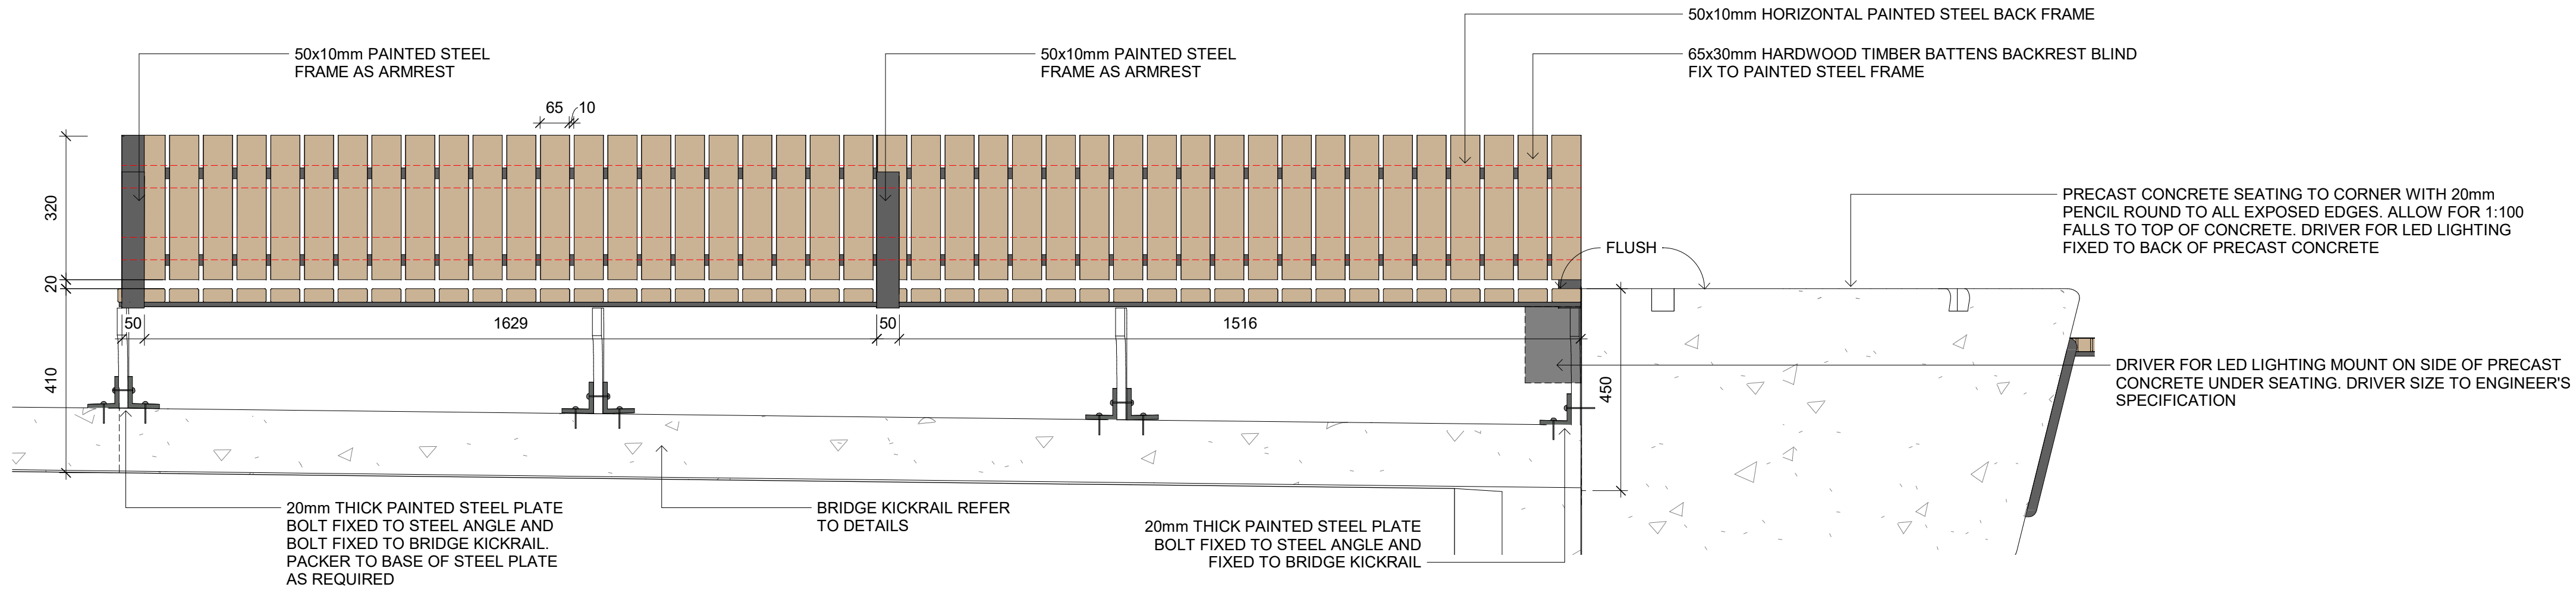 50x10mm HORIZONTAL PAINTED STEEL BACK FRAME
50x10mm PAINTED STEEL
FRAME AS ARMREST
50x10mm PAINTED STEEL
FRAME AS ARMREST
65x30mm HARDWOOD TIMBER BATTENS BACKREST BLIND
FIX TO PAINTED STEEL FRAME
65
10
320
20
410
PRECAST CONCRETE SEATING TO CORNER WITH 20mm
PENCIL ROUND TO ALL EXPOSED EDGES. ALLOW FOR 1:100
FALLS TO TOP OF CONCRETE. DRIVER FOR LED LIGHTING
FIXED TO BACK OF PRECAST CONCRETE
FLUSH
50
1629
50
1516
450
DRIVER FOR LED LIGHTING MOUNT ON SIDE OF PRECAST
CONCRETE UNDER SEATING. DRIVER SIZE TO ENGINEER'S
SPECIFICATION
20mm THICK PAINTED STEEL PLATE
BOLT FIXED TO STEEL ANGLE AND
BOLT FIXED TO BRIDGE KICKRAIL.
PACKER TO BASE OF STEEL PLATE
AS REQUIRED
BRIDGE KICKRAIL REFER
TO DETAILS
20mm THICK PAINTED STEEL PLATE
BOLT FIXED TO STEEL ANGLE AND
FIXED TO BRIDGE KICKRAIL